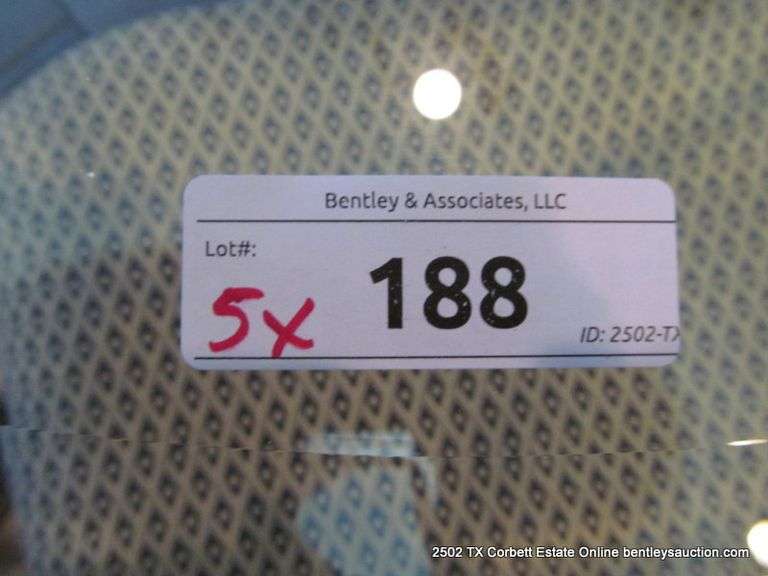 Bentley & Associates, LLC
Lot#:
188
5x
ID: 2502-TX
2502 TX Corbett Estate Online bentleysauction.com